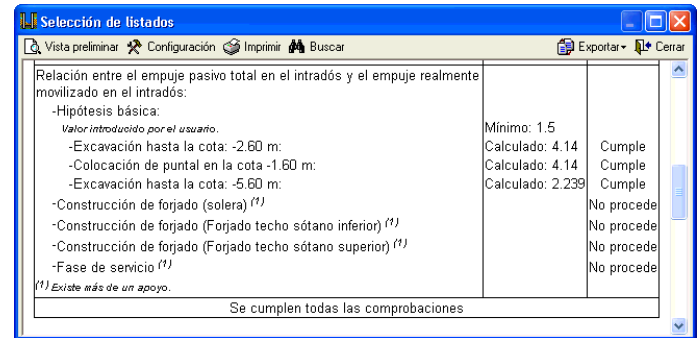 Selección de listados
Vista preliminar Configuración Imprimir Buscar Exportar Cerrar
Relación entre el empuje pasivo total en el intradós y el empuje realmente
movilizado en el intradós:
-Hipótesis básica:
Valor introducido por el usuario. Mínimo: 1.5
-Excavación hasta la cota: -2.60 m: Calculado: 4.14 Cumple
-Colocación de puntal en la cota -1.60 m: Calculado: 4.14 Cumple
-Excavación hasta la cota: -5.60 m: Calculado: 2.239 Cumple
-Construcción de forjado (solera) (1) No procede
-Construcción de forjado (Forjado techo sótano inferior) (1) No procede
-Construcción de forjado (Forjado techo sótano superior) (1) No procede
-Fase de servicio (1) No procede
(1) Existe más de un apoyo.
Se cumplen todas las comprobaciones